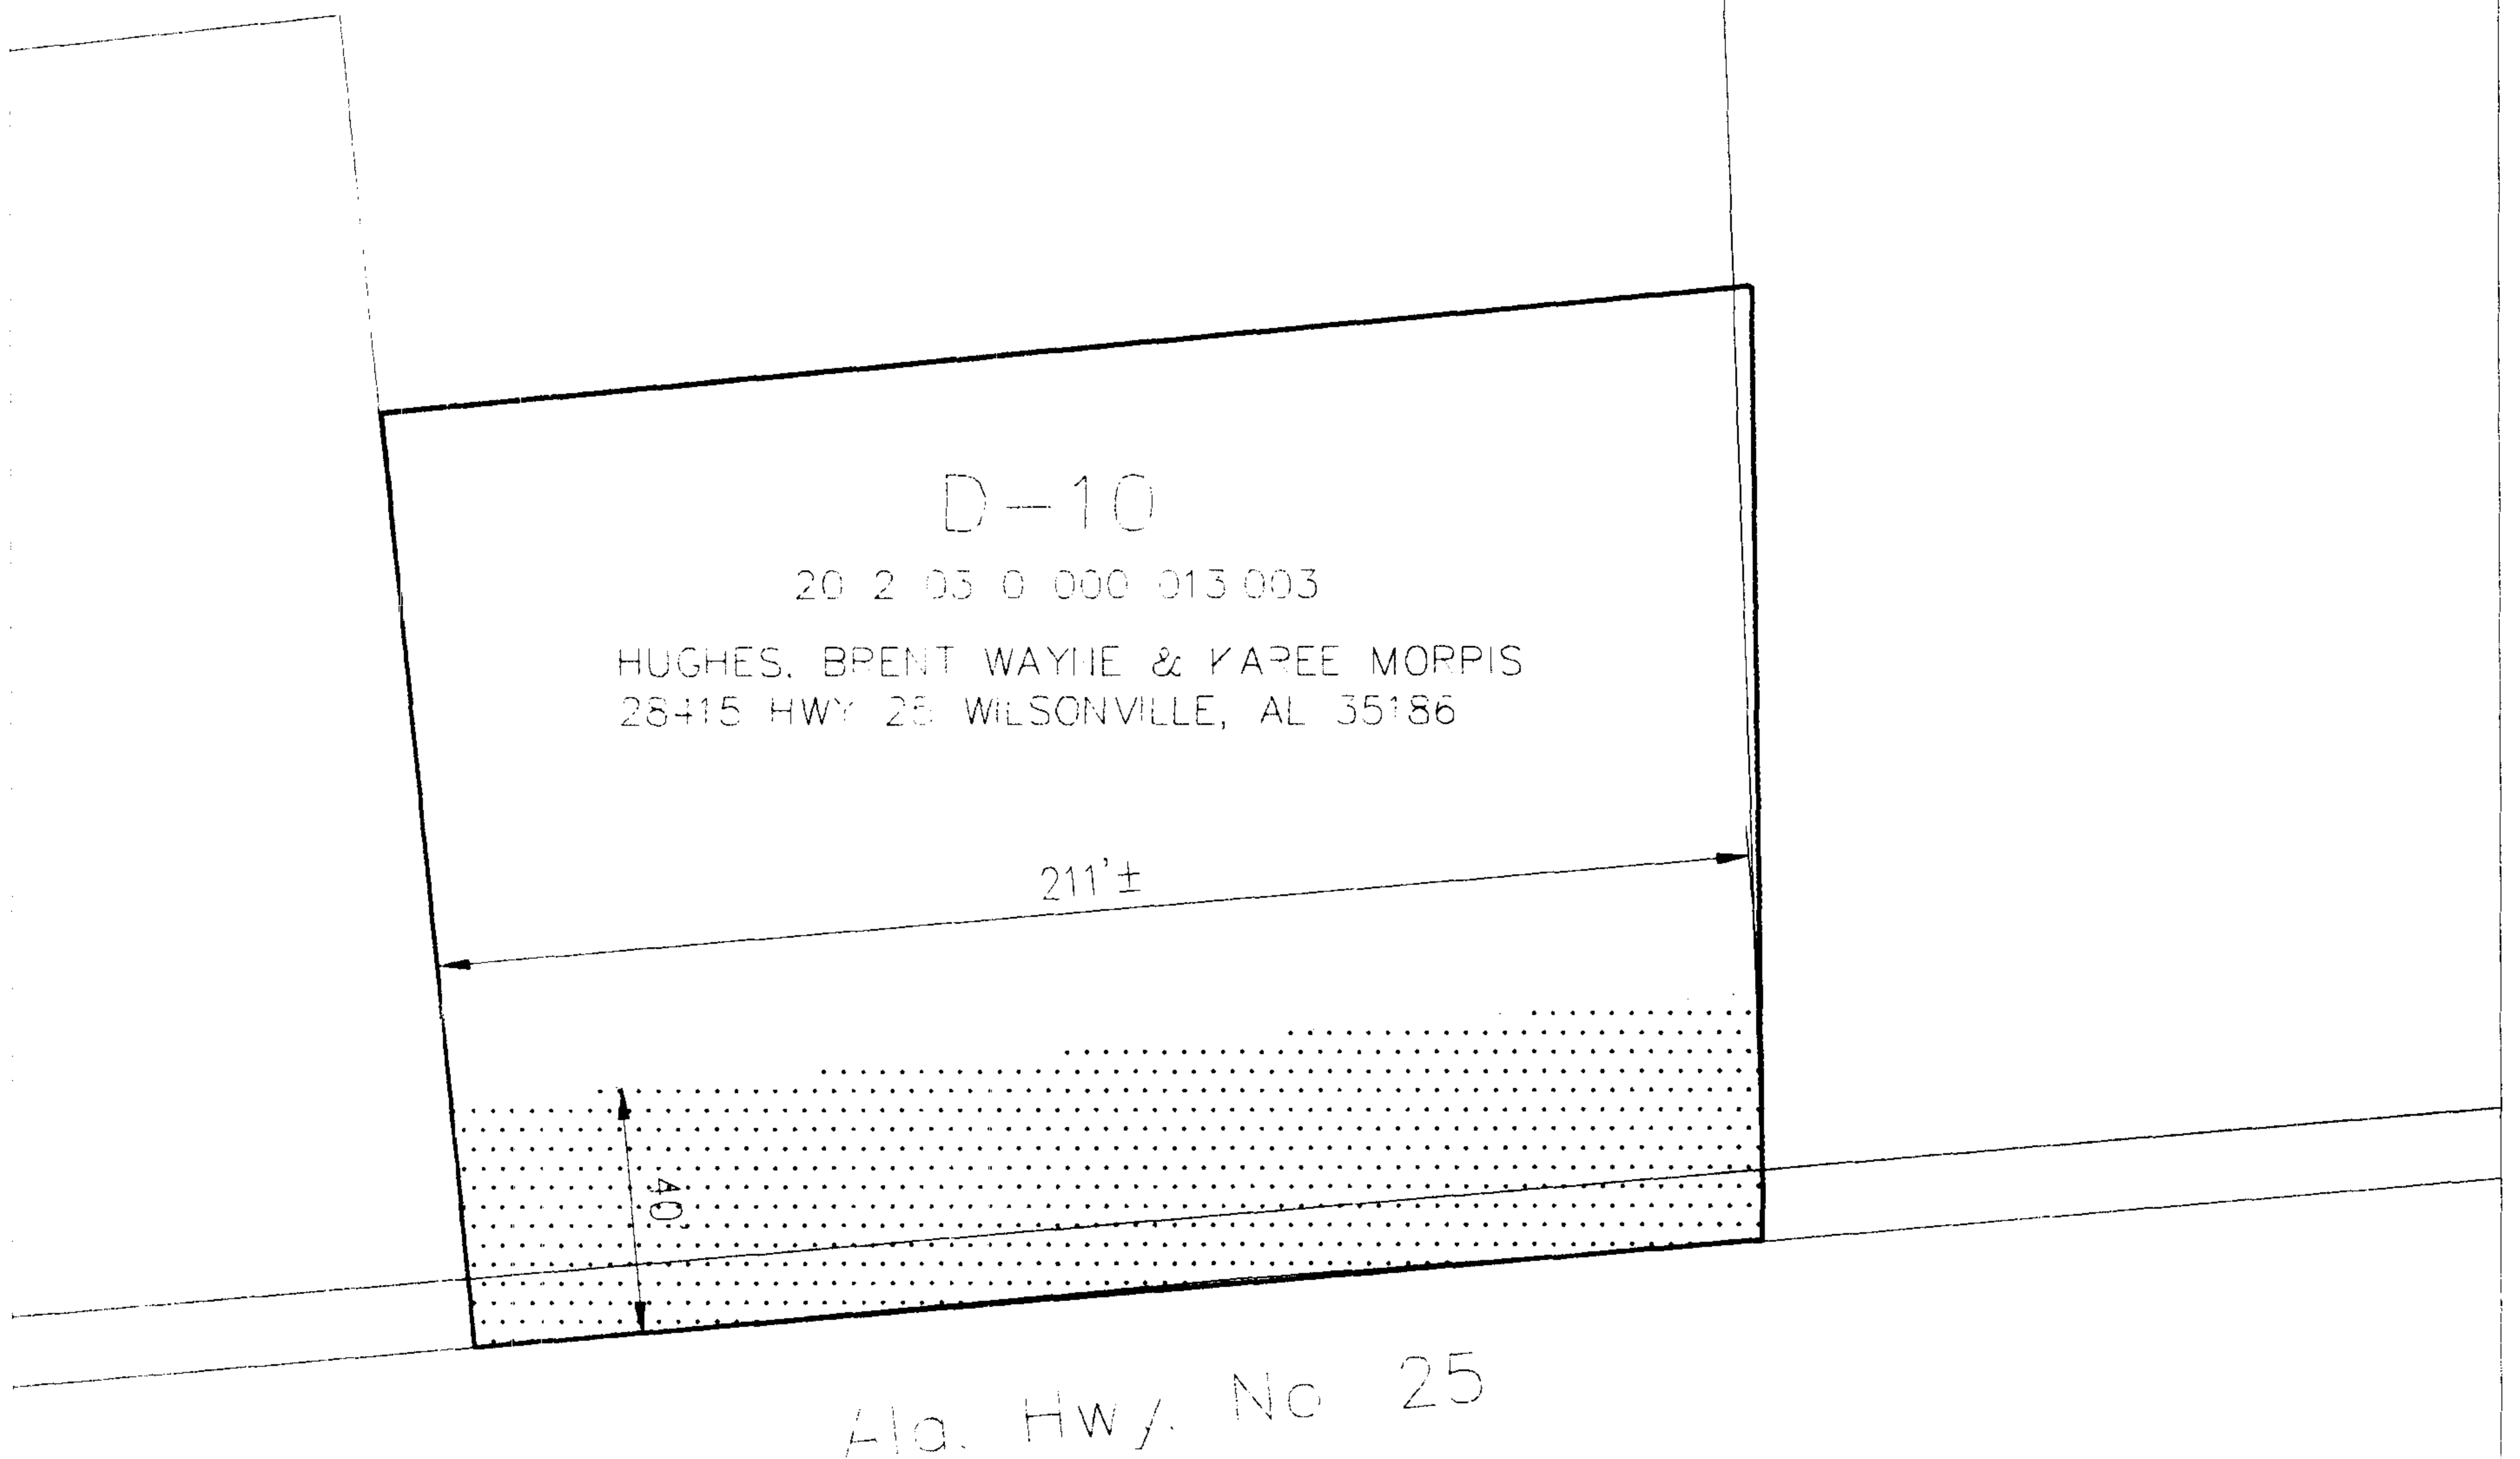 D-10
20 2 03 0 000 013 003
HUGHES, BRENT WAYNE & KAREE MORRIS
28415 HWY 25 WILSONVILLE, AL 35186
211'±
40'
Ala. Hwy. No 25